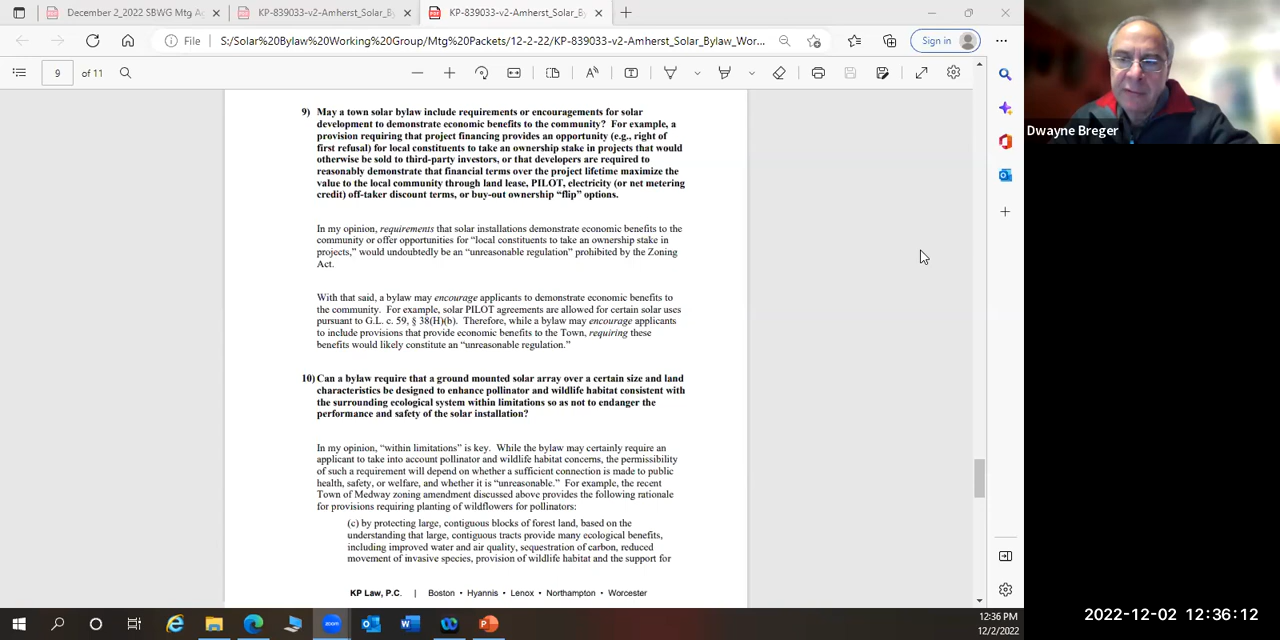 December 2_2022 SBWG Mtg Ag
KP-839033-v2-Amherst_Solar_By
KP-839033-v2-Amherst_Solar_By
File
S:/Solar%20Bylaw%20Working%20Group/Mtg%20Packets/12-2-22/KP-839033-v2-Amherst_Solar_Bylaw_Wor...
Sign in
9
of 11
Dwayne Breger
9) May a town solar bylaw include requirements or encouragements for solar
development to demonstrate economic benefits to the community? For example, a
provision requiring that project financing provides an opportunity (e.g., right of
first refusal) for local constituents to take an ownership stake in projects that would
otherwise be sold to third-party investors, or that developers are required to
reasonably demonstrate that financial terms over the project lifetime maximize the
value to the local community through land lease, PILOT, electricity (or net metering
credit) off-taker discount terms, or buy-out ownership “flip” options.
In my opinion, requirements that solar installations demonstrate economic benefits to the
community or offer opportunities for “local constituents to take an ownership stake in
projects,” would undoubtedly be an “unreasonable regulation” prohibited by the Zoning
Act.
With that said, a bylaw may encourage applicants to demonstrate economic benefits to
the community. For example, solar PILOT agreements are allowed for certain solar uses
pursuant to G.L. c. 59, § 38(H)(b). Therefore, while a bylaw may encourage applicants
to include provisions that provide economic benefits to the Town, requiring these
benefits would likely constitute an “unreasonable regulation.”
10) Can a bylaw require that a ground mounted solar array over a certain size and land
characteristics be designed to enhance pollinator and wildlife habitat consistent with
the surrounding ecological system within limitations so as not to endanger the
performance and safety of the solar installation?
In my opinion, “within limitations” is key. While the bylaw may certainly require an
applicant to take into account pollinator and wildlife habitat concerns, the permissibility
of such a requirement will depend on whether a sufficient connection is made to public
health, safety, or welfare, and whether it is “unreasonable.” For example, the recent
Town of Medway zoning amendment discussed above provides the following rationale
for provisions requiring planting of wildflowers for pollinators:
(c) by protecting large, contiguous blocks of forest land, based on the
understanding that large, contiguous tracts provide many ecological benefits,
including improved water and air quality, sequestration of carbon, reduced
movement of invasive species, provision of wildlife habitat and the support for
KP Law, P.C. | Boston • Hyannis • Lenox • Northampton • Worcester
zoom
12:36 PM
12/2/2022
2022-12-02 12:36:12